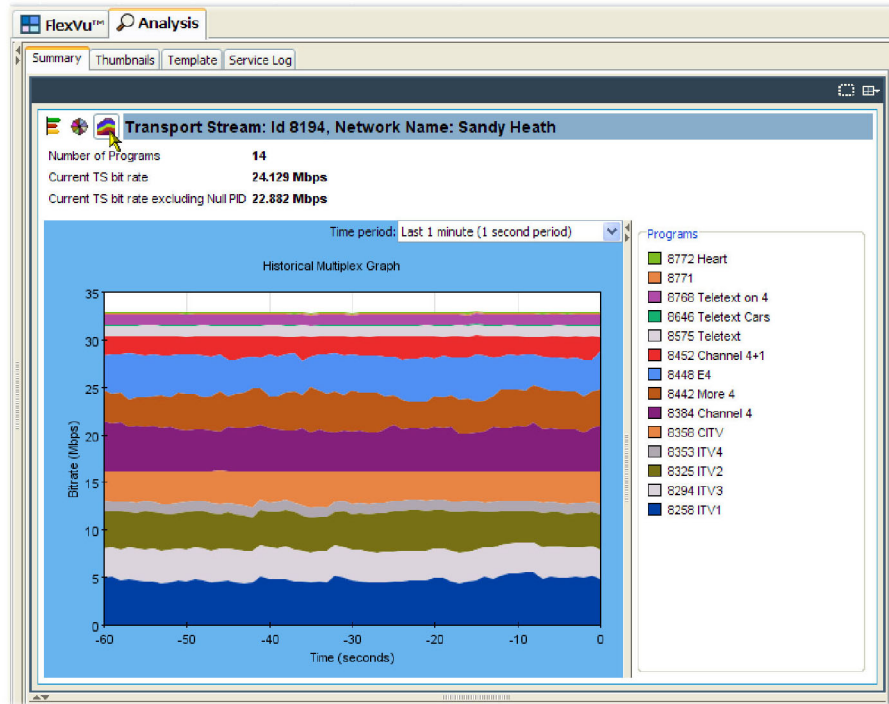 FlexVu™ Analysis
Summary Thumbnails Template Service Log
Transport Stream: Id 8194, Network Name: Sandy Heath
Number of Programs 14
Current TS bit rate 24.129 Mbps
Current TS bit rate excluding Null PID 22.882 Mbps
Time period: Last 1 minute (1 second period)
Historical Multiplex Graph
Bitrate (Mbps)
35
30
25
20
15
10
5
0
-60 -50 -40 -30 -20 -10 0
Time (seconds)
Programs
8772 Heart
8771
8768 Teletext on 4
8646 Teletext Cars
8575 Teletext
8452 Channel 4+1
8448 E4
8442 More 4
8384 Channel 4
8358 CITV
8353 ITV4
8325 ITV2
8294 ITV3
8258 ITV1